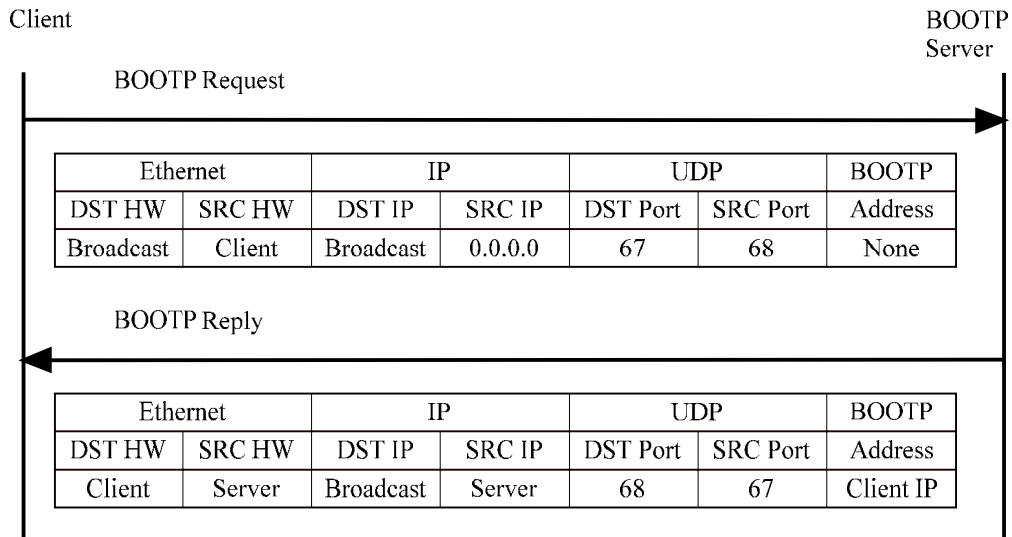 Client
BOOTP
Server
BOOTP Request
Ethernet IP UDP BOOTP
DST HW SRC HW DST IP SRC IP DST Port SRC Port Address
Broadcast Client Broadcast 0.0.0.0 67 68 None
BOOTP Reply
Ethernet IP UDP BOOTP
DST HW SRC HW DST IP SRC IP DST Port SRC Port Address
Client Server Broadcast Server 68 67 Client IP